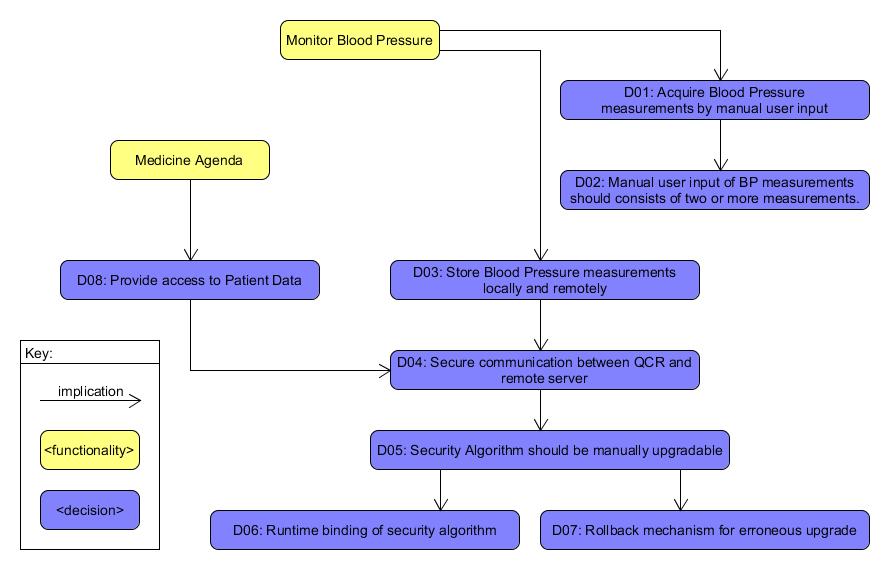 Monitor Blood Pressure
D01: Acquire Blood Pressure
measurements by manual user input
Medicine Agenda
D02: Manual user input of BP measurements
should consists of two or more measurements.
D08: Provide access to Patient Data
D03: Store Blood Pressure measurements
locally and remotely
Key:
implication
<functionality>
<decision>
D04: Secure communication between QCR and
remote server
D05: Security Algorithm should be manually upgradable
D06: Runtime binding of security algorithm
D07: Rollback mechanism for erroneous upgrade